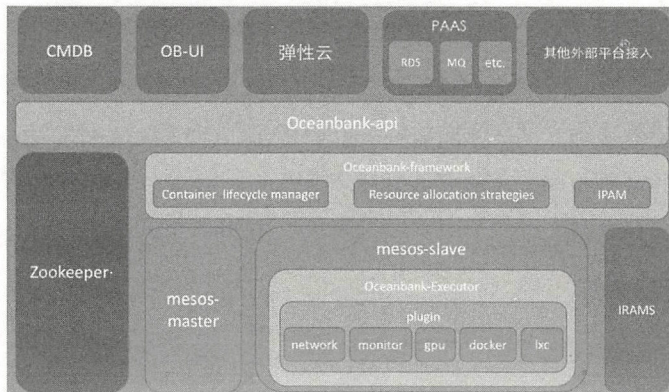 CMDB
OB-UI
弹性云
PAAS
RDS
MQ
etc.
其他外部平台接入
Oceanbank-api
Oceanbank-framework
Container lifecycle manager
Resource allocation strategies
IPAM
Zookeeper
mesos-
master
mesos-slave
Oceanbank-Executor
plugin
network
monitor
gpu
docker
lxc
IRAMS